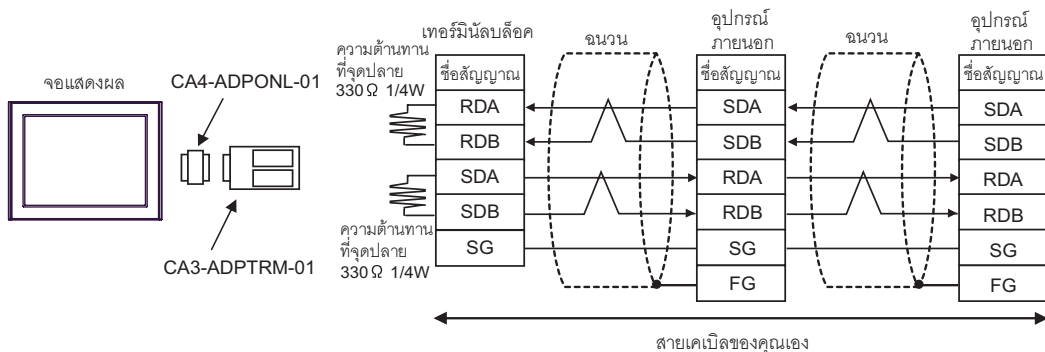 จอแสดงผล
CA4-ADPONL-01
CA3-ADPTRM-01
ความต้านทาน
ที่จุดปลาย
330Ω 1/4W
ความต้านทาน
ที่จุดปลาย
330Ω 1/4W
เทอร์มินัลบล็อค
ชื่อสัญญาณ
RDA
RDB
SDA
SDB
SG
ฉนวน
อุปกรณ์
ภายนอก
ชื่อสัญญาณ
SDA
SDB
RDA
RDB
SG
FG
ฉนวน
อุปกรณ์
ภายนอก
ชื่อสัญญาณ
SDA
SDB
RDA
RDB
SG
FG
สายเคเบิลของคุณเอง